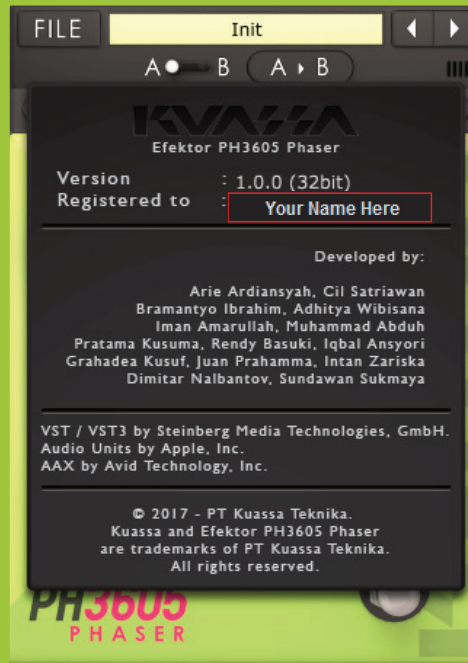 FILE Init
A B A ▸ B
KVASSA
Efektor PH3605 Phaser
Version : 1.0.0 (32bit)
Registered to : Your Name Here
Developed by:
Arie Ardiansyah, Cil Satriawan
Bramantyo Ibrahim, Adhitya Wibisana
Iman Amarullah, Muhammad Abduh
Pratama Kusuma, Rendy Basuki, Iqbal Ansyori
Grahadea Kusuf, Juan Prahamma, Intan Zariska
Dimitar Nalbantov, Sundawan Sukmaya
VST / VST3 by Steinberg Media Technologies, GmbH.
Audio Units by Apple, Inc.
AAX by Avid Technology, Inc.
© 2017 - PT Kuassa Teknika.
Kuassa and Efektor PH3605 Phaser
are trademarks of PT Kuassa Teknika.
All rights reserved.
PH3605
PHASER